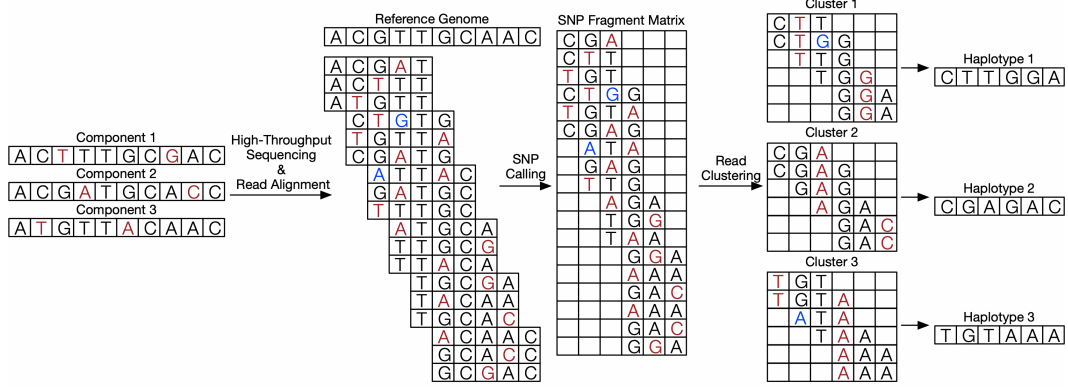 Component 1
A C T T T G C G A C
Component 2
A C G A T G C A C C
Component 3
A T G T T A C A A C
High-Throughput
Sequencing
&
Read Alignment
Reference Genome
A C G T T G C A A C
A C G A T
A C T T T
A T G T T
C T G T G
T G T T A
C G A T G
A T T A C
G A T G C
T T T G C
A T G C A
T T G C G
T T A C A
T G C G A
T A C A A
T G C A C
A C A A C
G C A C C
G C G A C
SNP
Calling
SNP Fragment Matrix
C G A
C T T
T G T
C T G G
T G T A
C G A G
A T A
G A G
T T G
A G A
T G G
T A A
G G A
A A A
G A C
A A A
G A C
G G A
Read
Clustering
Cluster 1
C T T
C T G G
T T G
T G G
G G A
G G A
Haplotype 1
C T T G G A
Cluster 2
C G A
C G A G
G A G
A G A
G A C
G A C
Haplotype 2
C G A G A C
Cluster 3
T G T
T G T A
A T A
T A A
A A A
A A A
Haplotype 3
T G T A A A